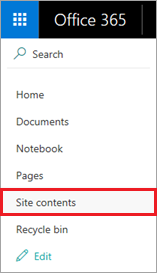 Office 365
Search
Home
Documents
Notebook
Pages
Site contents
Recycle bin
Edit